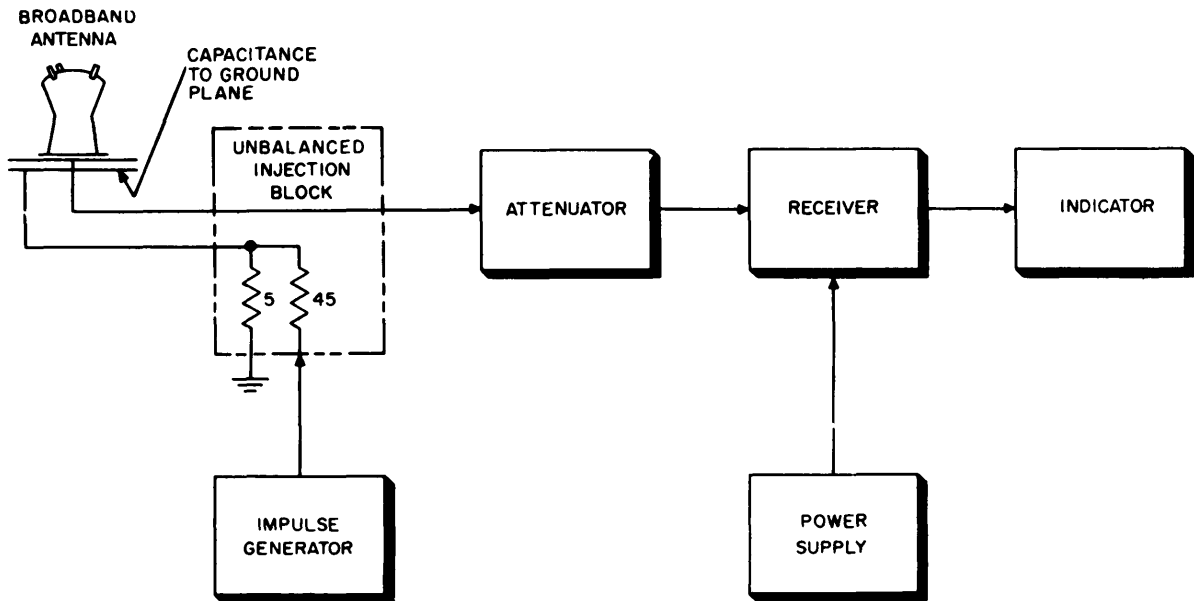 BROADBAND
ANTENNA
CAPACITANCE
TO GROUND
PLANE
UNBALANCED
INJECTION
BLOCK
ATTENUATOR
RECEIVER
INDICATOR
5
45
IMPULSE
GENERATOR
POWER
SUPPLY